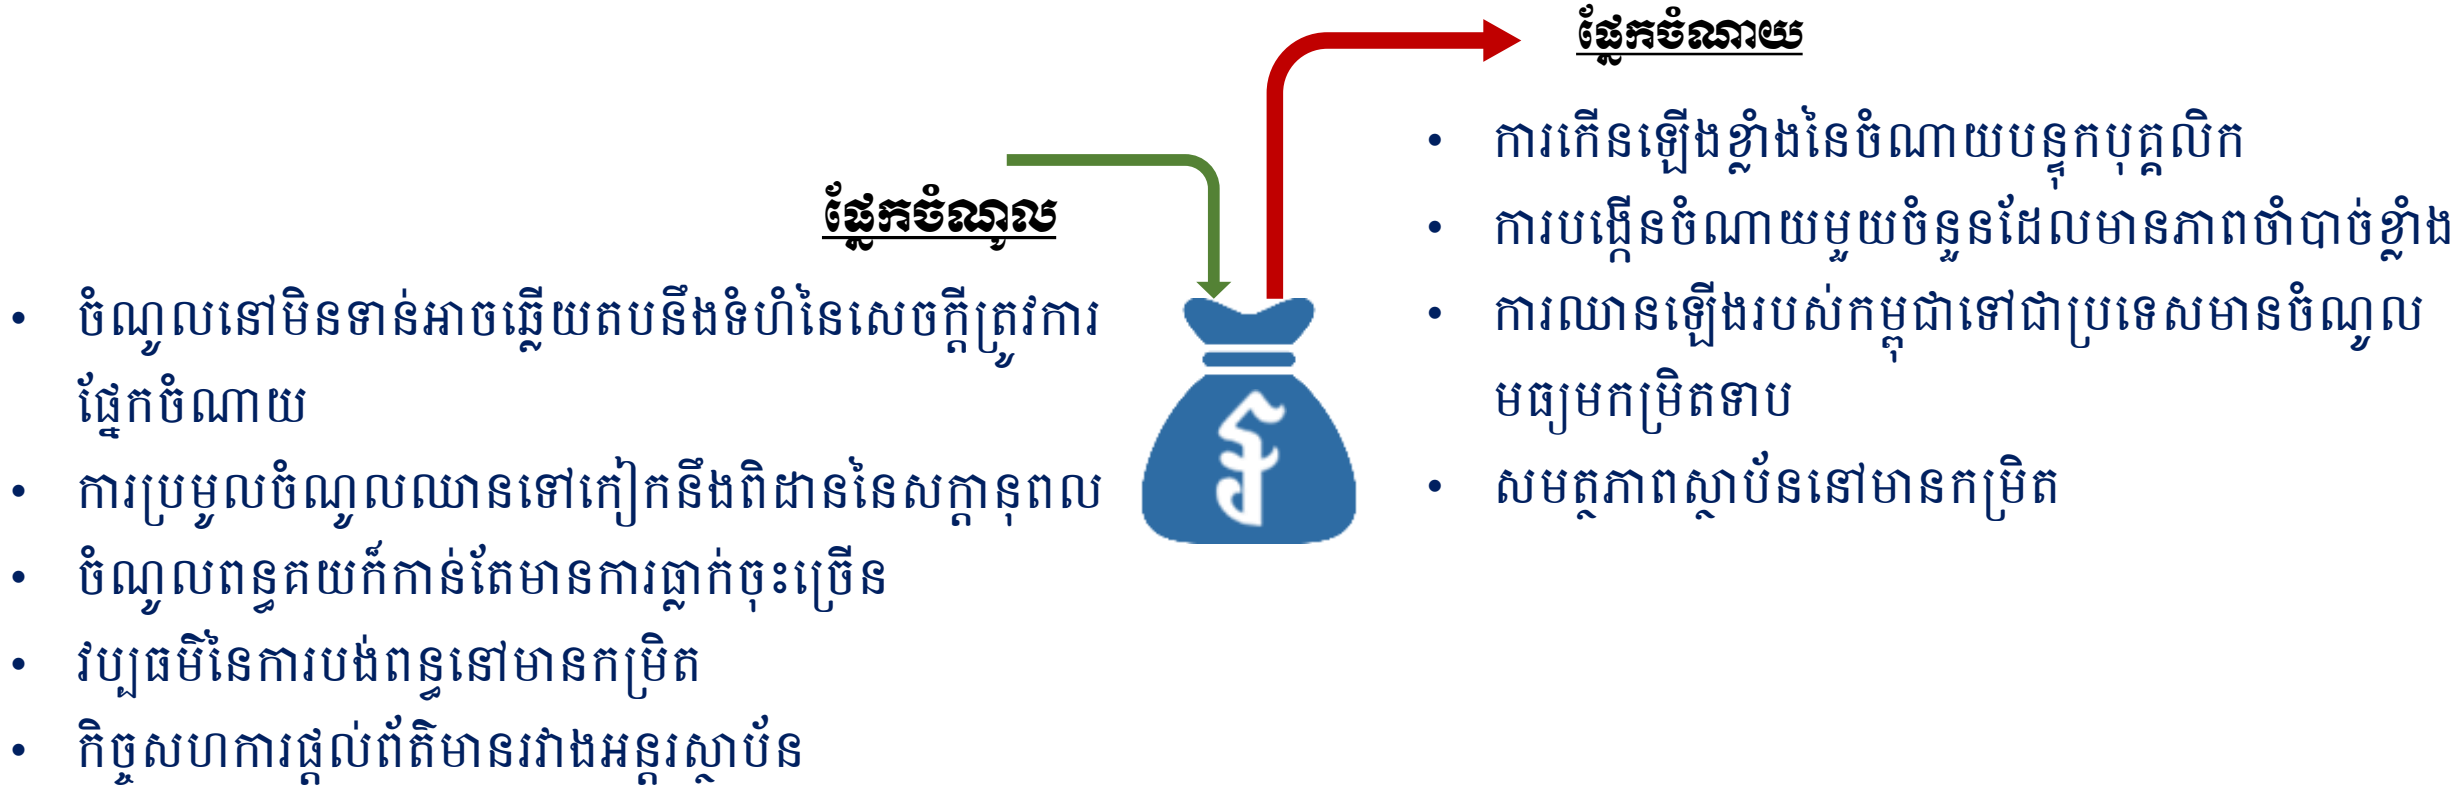 ផ្នែកចំណូល
• ចំណូលនៅមិនទាន់អាចឆ្លើយតបនឹងទំហំនៃសេចក្តីត្រូវការ
ផ្នែកចំណាយ
• ការប្រមូលចំណូលឈានទៅកៀកនឹងពិដាននៃសក្តានុពល
• ចំណូលពន្ធគយក៏កាន់តែមានការធ្លាក់ចុះច្រើន
• វប្បធម៌នៃការបង់ពន្ធនៅមានកម្រិត
• កិច្ចសហការផ្តល់ព័ត៌មានរវាងអន្តរស្ថាប័ន
ផ្នែកចំណាយ
• ការកើនឡើងខ្លាំងនៃចំណាយបន្ទុកបុគ្គលិក
• ការបង្កើនចំណាយមួយចំនួនដែលមានភាពចាំបាច់ខ្លាំង
• ការឈានឡើងរបស់កម្ពុជាទៅជាប្រទេសមានចំណូល
មធ្យមកម្រិតទាប
• សមត្ថភាពស្ថាប័ននៅមានកម្រិត
៛